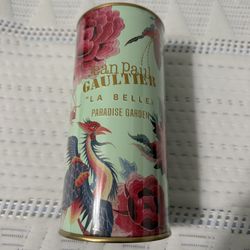 Jean Paul
GAULTIER
"LA BELLE"
PARADISE GARDEN